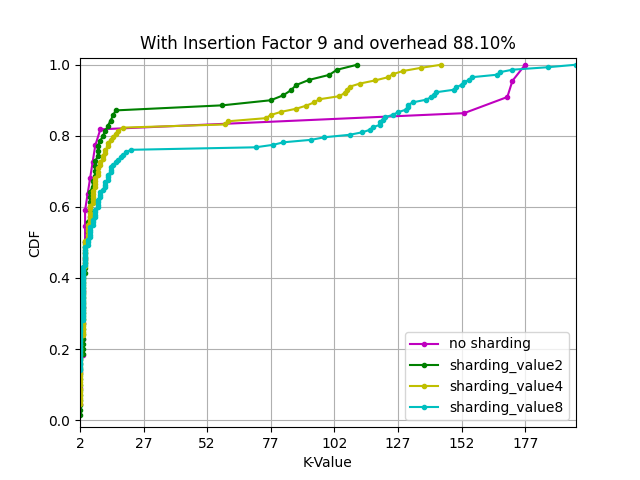 With Insertion Factor 9 and overhead 88.10%
1.0
0.8
0.6
0.4
0.2
0.0
CDF
no sharding
sharding_value2
sharding_value4
sharding_value8
2 27 52 77 102 127 152 177
K-Value